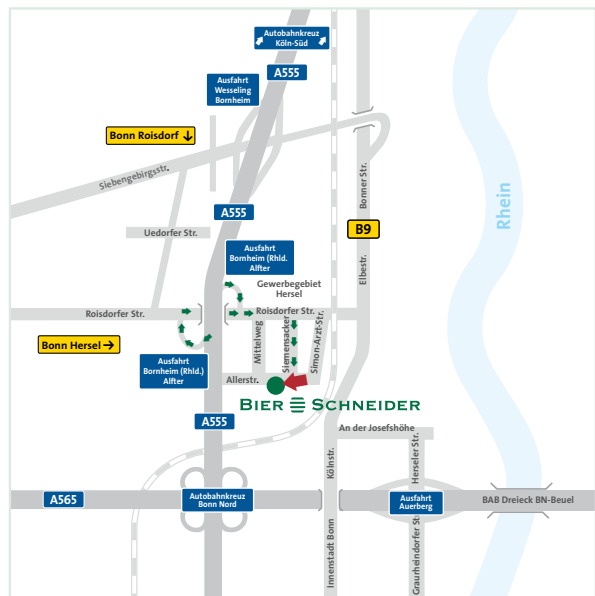 Autobahnkreuz
Köln-Süd
A555
Ausfahrt
Wesseling
Bornheim
Bonn Roisdorf
Siebengebirgsstr.
Bonner Str.
Rhein
A555
Uedorfer Str.
B9
Ausfahrt
Bornheim (Rhld.
Alfter
Elbestr.
Gewerbegebiet
Hersel
Roisdorfer Str.
Roisdorfer Str.
Bonn Hersel
Mittelweg
Siemensacker
Simon-Arzt-Str.
Ausfahrt
Bornheim (Rhld.)
Alfter
Allerstr.
BIER SCHNEIDER
A555
An der Josefshöhe
Kölnstr.
Herseler Str.
A565
Autobahnkreuz
Bonn Nord
Ausfahrt
Auerberg
BAB Dreieck BN-Beuel
Innenstadt Bonn
Graurheindorfer Str